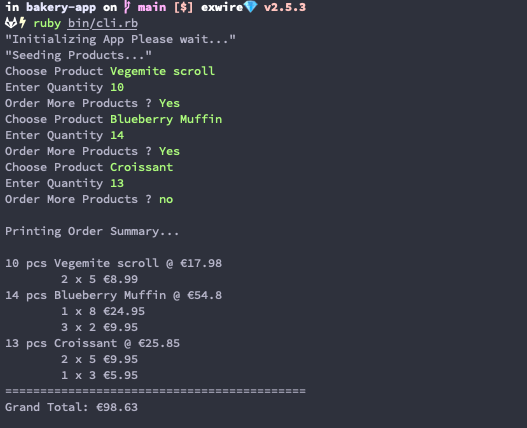 in bakery-app on main [$] exwire💎 v2.5.3
ruby bin/cli.rb
"Initializing App Please wait..."
"Seeding Products..."
Choose Product Vegemite scroll
Enter Quantity 10
Order More Products ? Yes
Choose Product Blueberry Muffin
Enter Quantity 14
Order More Products ? Yes
Choose Product Croissant
Enter Quantity 13
Order More Products ? no
Printing Order Summary...
10 pcs Vegemite scroll @ €17.98
2 x 5 €8.99
14 pcs Blueberry Muffin @ €54.8
1 x 8 €24.95
3 x 2 €9.95
13 pcs Croissant @ €25.85
2 x 5 €9.95
1 x 3 €5.95
===========================================
Grand Total: €98.63